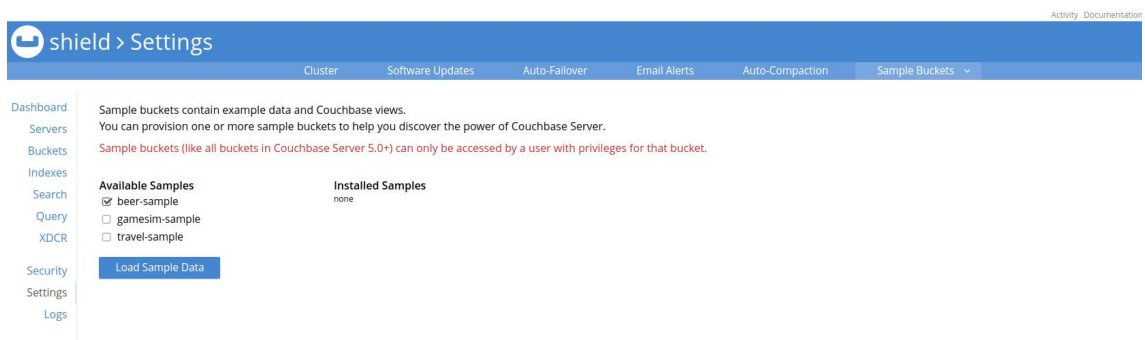 Activity Documentation
shield > Settings
Cluster Software Updates Auto-Failover Email Alerts Auto-Compaction Sample Buckets
Dashboard
Servers
Buckets
Indexes
Search
Query
XDCR
Security
Settings
Logs
Sample buckets contain example data and Couchbase views.
You can provision one or more sample buckets to help you discover the power of Couchbase Server.
Sample buckets (like all buckets in Couchbase Server 5.0+) can only be accessed by a user with privileges for that bucket.
Available Samples
beer-sample
gamesim-sample
travel-sample
Load Sample Data
Installed Samples
none